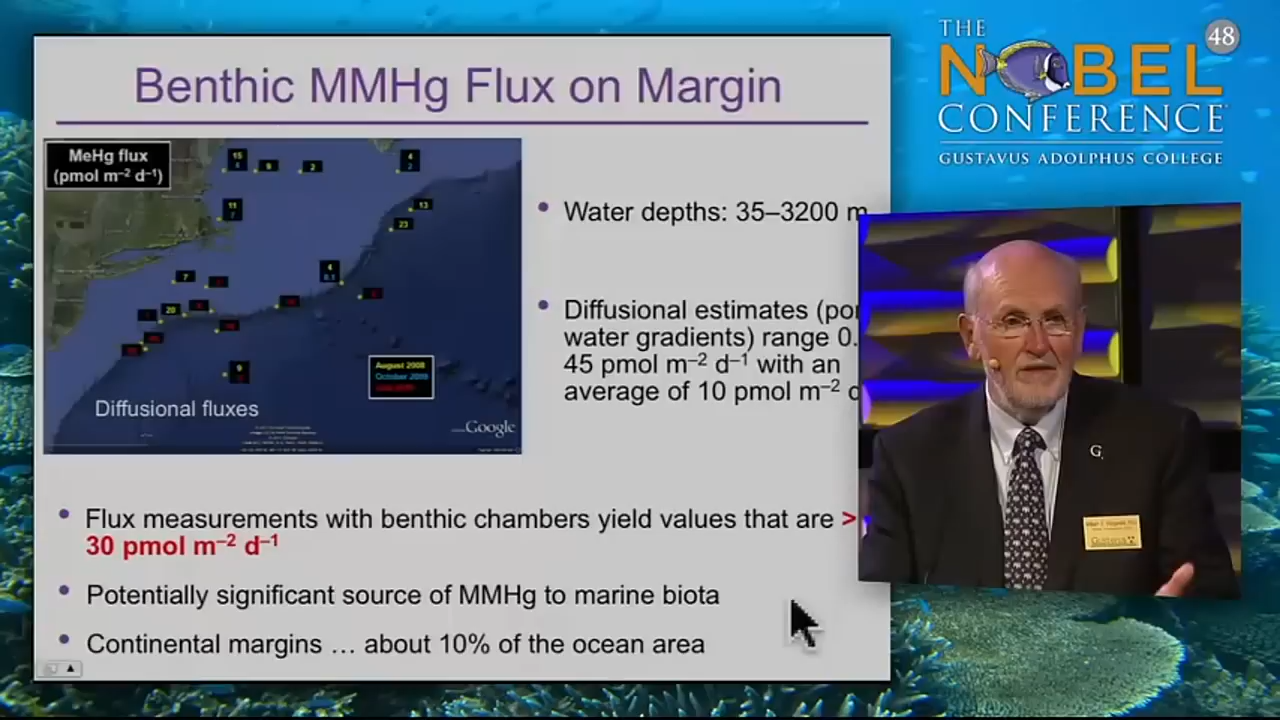 THE
NOBEL
48
CONFERENCE
GUSTAVUS ADOLPHUS COLLEGE
Benthic MMHg Flux on Margin
MeHg flux
(pmol m⁻² d⁻¹)
15
9
2
4
2
11
13
23
7
4
20
9
August 2008
October 2009
Diffusional fluxes
Google
• Water depths: 35–3200 m
• Diffusional estimates (po
water gradients) range 0.
45 pmol m⁻² d⁻¹ with an
average of 10 pmol m⁻²
• Flux measurements with benthic chambers yield values that are >
30 pmol m⁻² d⁻¹
• Potentially significant source of MMHg to marine biota
• Continental margins … about 10% of the ocean area
G